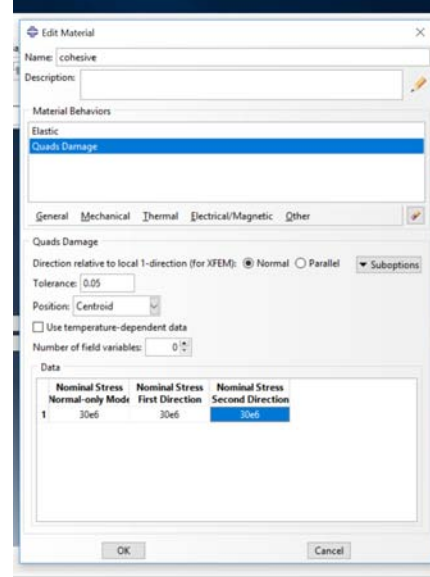 Edit Material
Name: cohesive
Description:
Material Behaviors
Elastic
Quads Damage
General Mechanical Thermal Electrical/Magnetic Other
Quads Damage
Direction relative to local 1-direction (for XFEM): Normal Parallel Suboptions
Tolerance: 0.05
Position: Centroid
Use temperature-dependent data
Number of field variables: 0
Data
Nominal Stress Nominal Stress Nominal Stress
Normal-only Mode First Direction Second Direction
1 30e6 30e6 30e6
OK Cancel